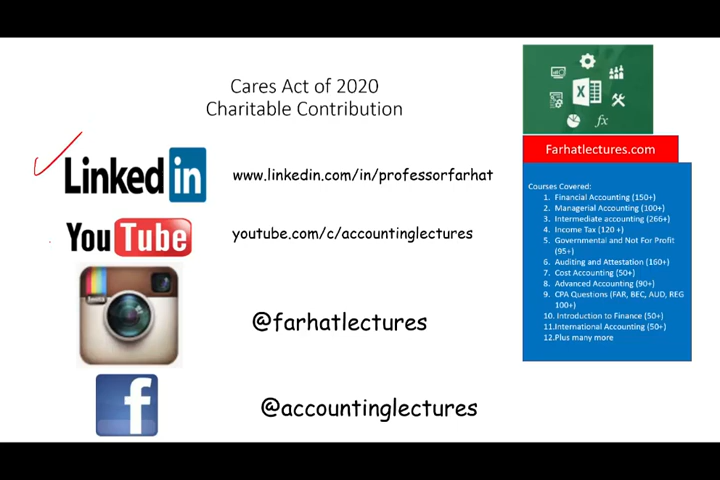 Cares Act of 2020
Charitable Contribution
Linked in
www.linkedin.com/in/professorfarhat
YouTube
youtube.com/c/accountinglectures
@farhatlectures
f
@accountinglectures
X
fx
Farhatlectures.com
Courses Covered:
1. Financial Accounting (150+)
2. Managerial Accounting (100+)
3. Intermediate accounting (266+)
4. Income Tax (120 +)
5. Governmental and Not For Profit
(95+)
6. Auditing and Attestation (160+)
7. Cost Accounting (50+)
8. Advanced Accounting (90+)
9. CPA Questions (FAR, BEC, AUD, REG
100+)
10. Introduction to Finance (50+)
11.International Accounting (50+)
12.Plus many more